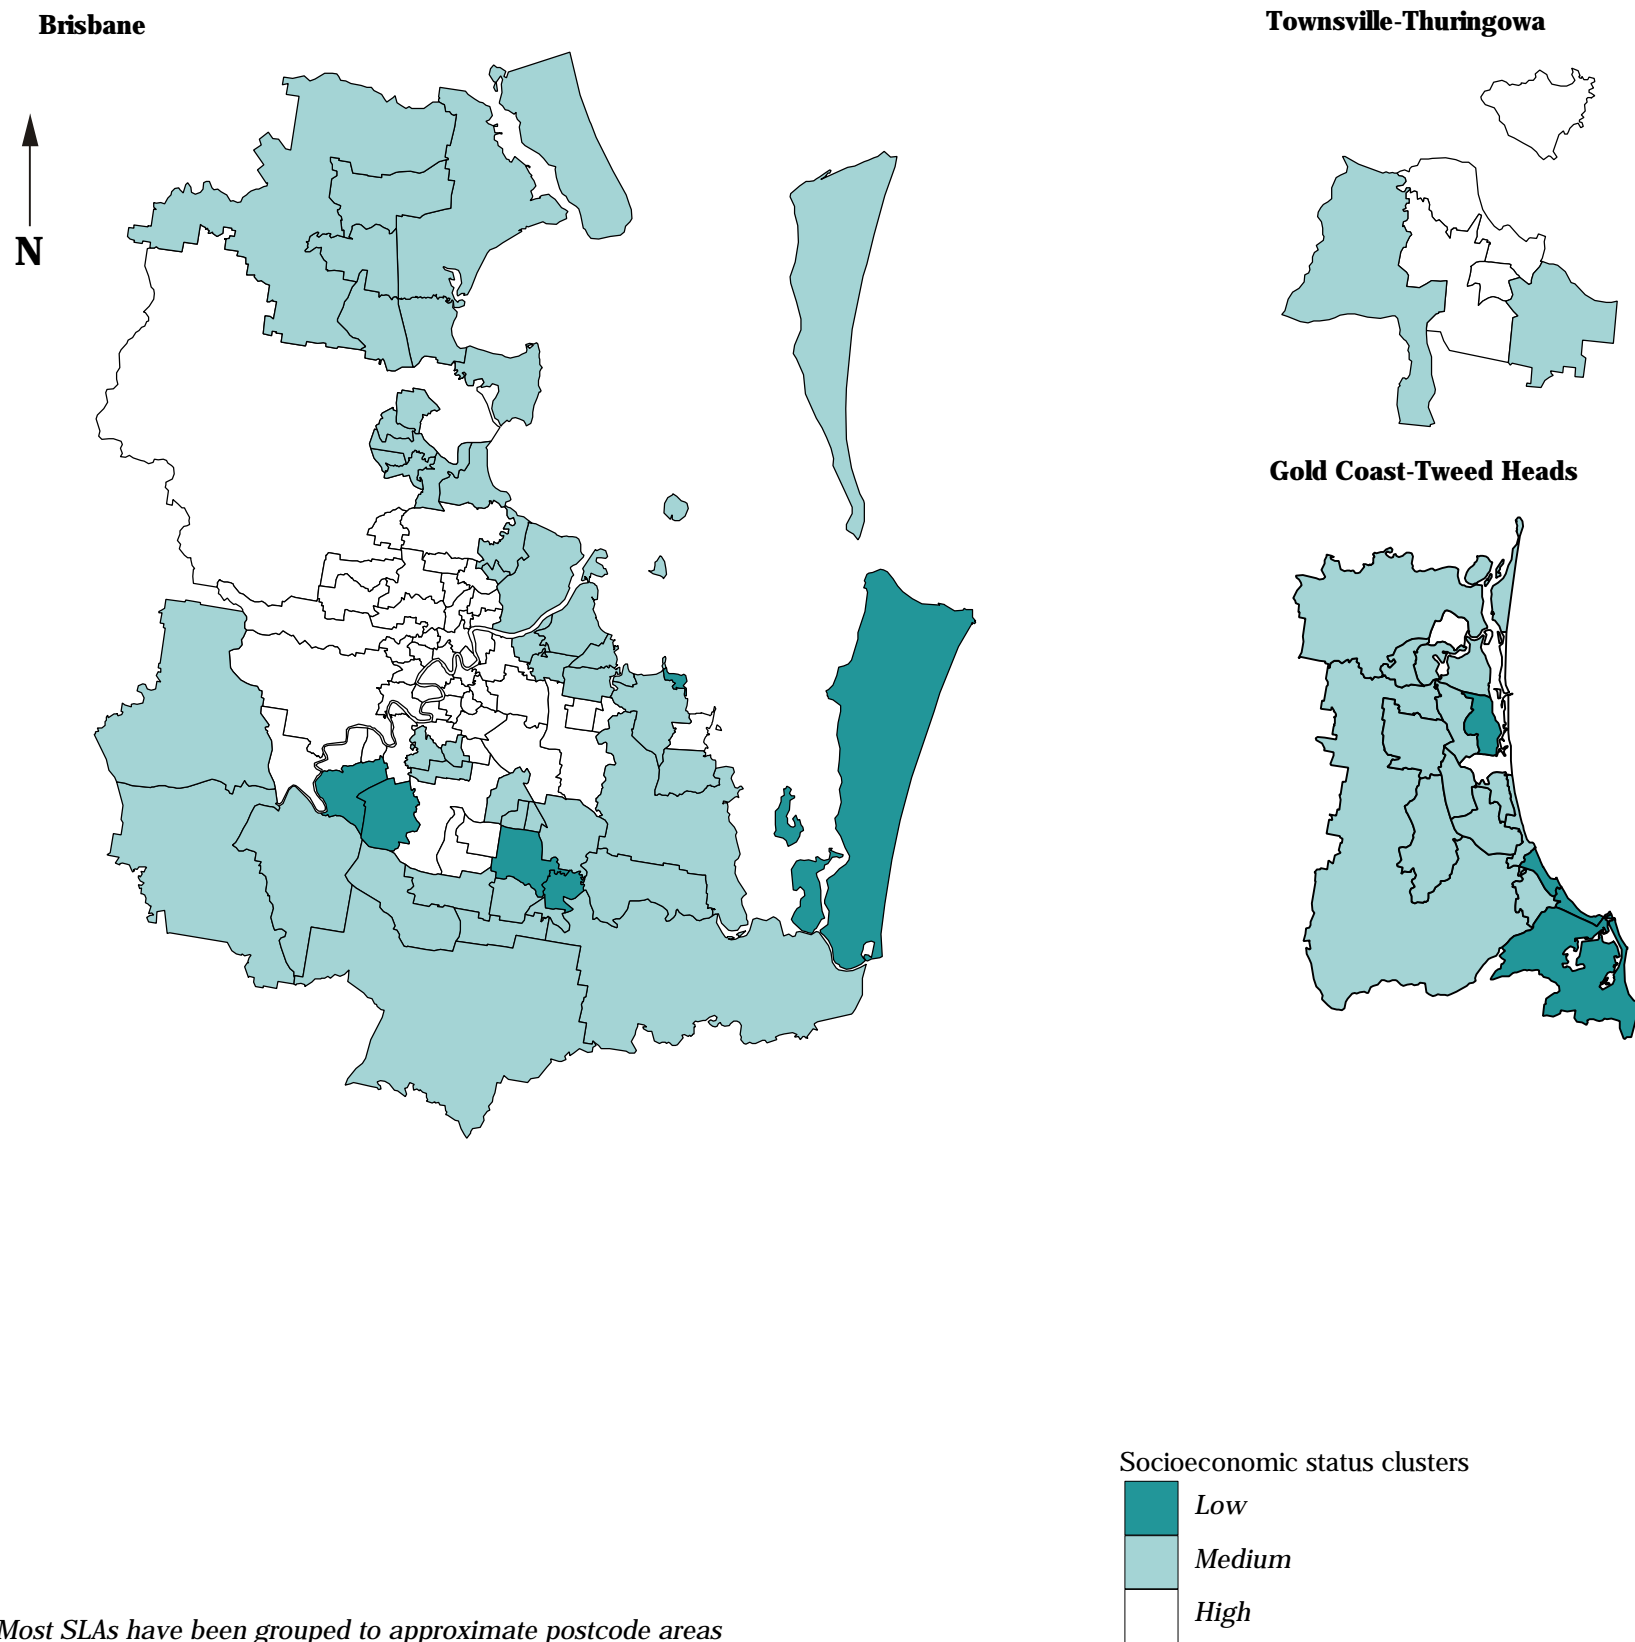 Brisbane
Townsville-Thuringowa
N
Gold Coast-Tweed Heads
Socioeconomic status clusters
Low
Medium
High
Most SLAs have been grouped to approximate postcode areas